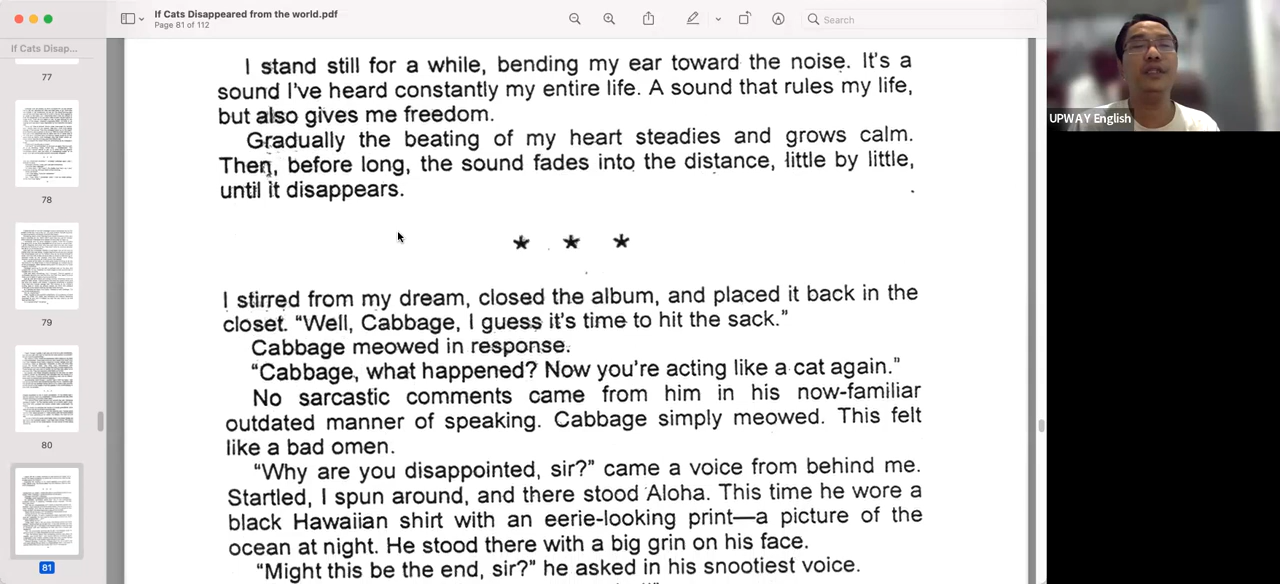 If Cats Disappeared from the world.pdf
Page 81 of 112
Search
If Cats Disap...
77
78
79
80
81
UPWAY English
I stand still for a while, bending my ear toward the noise. It's a
sound I've heard constantly my entire life. A sound that rules my life,
but also gives me freedom.
Gradually the beating of my heart steadies and grows calm.
Then, before long, the sound fades into the distance, little by little,
until it disappears.
★ ★ ★
I stirred from my dream, closed the album, and placed it back in the
closet. "Well, Cabbage, I guess it's time to hit the sack."
Cabbage meowed in response.
"Cabbage, what happened? Now you're acting like a cat again."
No sarcastic comments came from him in his now-familiar
outdated manner of speaking. Cabbage simply meowed. This felt
like a bad omen.
"Why are you disappointed, sir?" came a voice from behind me.
Startled, I spun around, and there stood Aloha. This time he wore a
black Hawaiian shirt with an eerie-looking print—a picture of the
ocean at night. He stood there with a big grin on his face.
"Might this be the end, sir?" he asked in his snootiest voice.